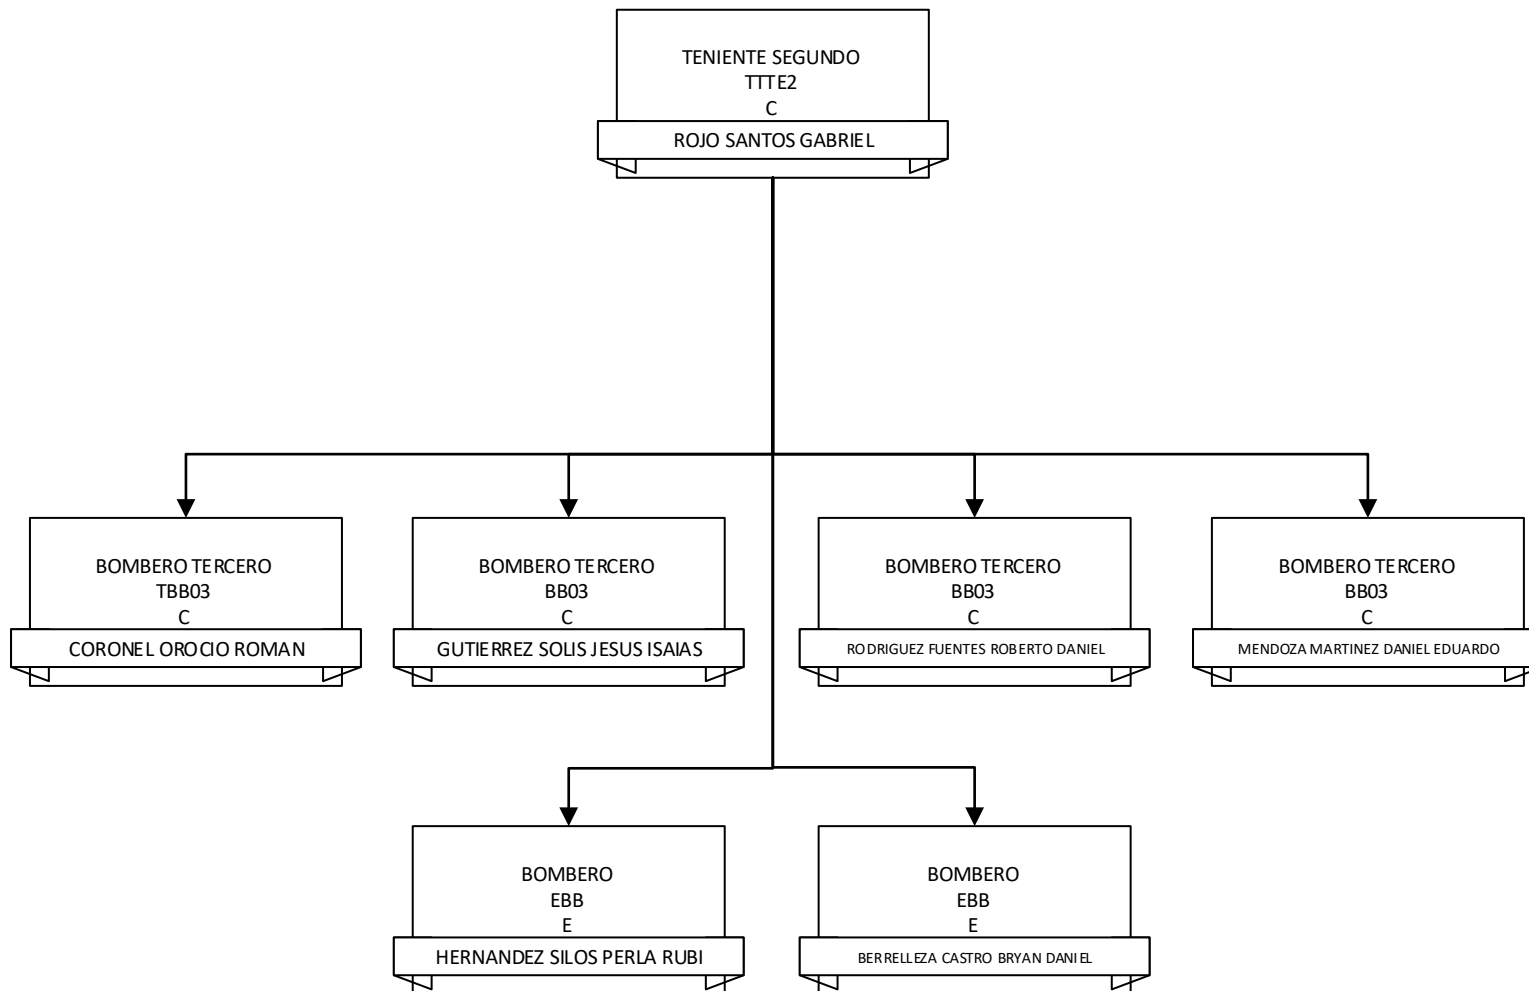 TENIENTE SEGUNDO
TTTE2
C
ROJO SANTOS GABRIEL
BOMBERO TERCERO
TBB03
C
CORONEL OROCIO ROMAN
BOMBERO TERCERO
BB03
C
GUTIERREZ SOLIS JESUS ISAIAS
BOMBERO TERCERO
BB03
C
RODRIGUEZ FUENTES ROBERTO DANIEL
BOMBERO TERCERO
BB03
C
MENDOZA MARTINEZ DANIEL EDUARDO
BOMBERO
EBB
E
HERNANDEZ SILOS PERLA RUBI
BOMBERO
EBB
E
BERRELLEZA CASTRO BRYAN DANIEL